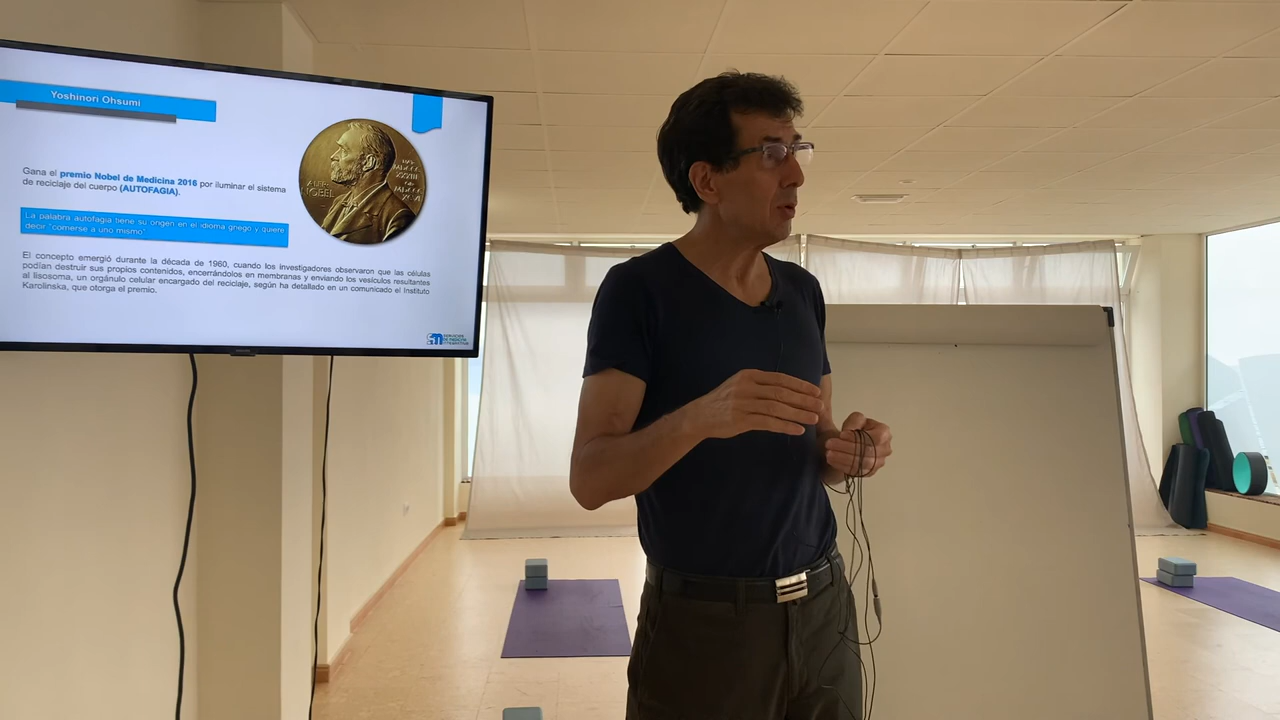 Yoshinori Ohsumi
Gana el premio Nobel de Medicina 2016 por iluminar el sistema
de reciclaje del cuerpo (AUTOFAGIA).
La palabra autofagia tiene su origen en el idioma griego y quiere
decir "comerse a uno mismo"
El concepto emergió durante la década de 1960, cuando los investigadores observaron que las células
podían destruir sus propios contenidos, encerrándolos en membranas y enviando los vesículos resultantes
al lisosoma, un orgánulo celular encargado del reciclaje, según ha detallado en un comunicado el Instituto
Karolinska, que otorga el premio.
NOBEL